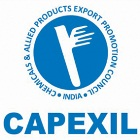 CHEMICALS & ALLIED PRODUCTS EXPORT PROMOTION COUNCIL
• INDIA •
CAPEXIL